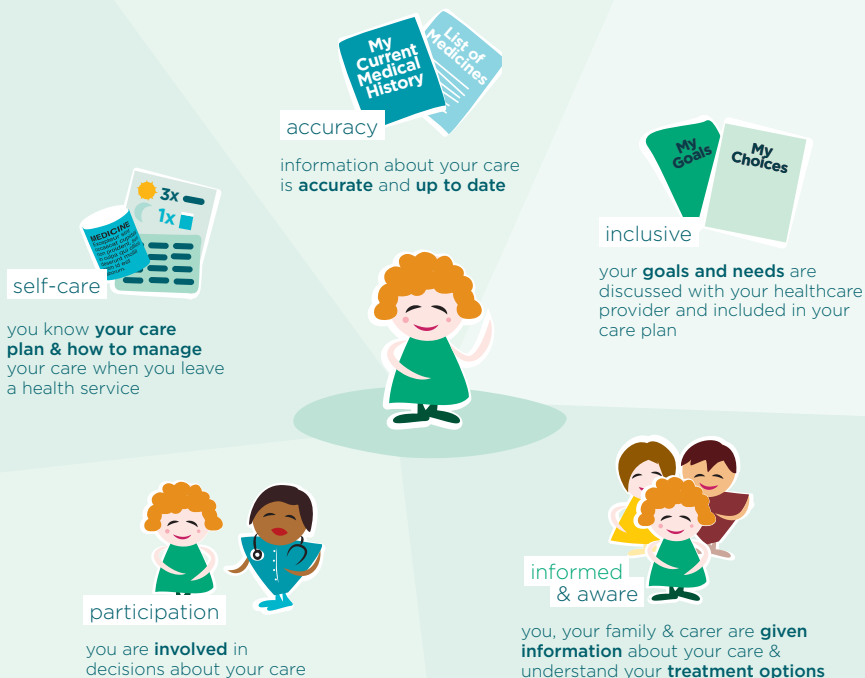 My
Current
Medical
History
List of
Medicines
accuracy
information about your care
is accurate and up to date
My
Goals
My
Choices
inclusive
your goals and needs are
discussed with your healthcare
provider and included in your
care plan
3x
1x
MEDICINE
self-care
you know your care
plan & how to manage
your care when you leave
a health service
participation
you are involved in
decisions about your care
informed
& aware
you, your family & carer are given
information about your care &
understand your treatment options